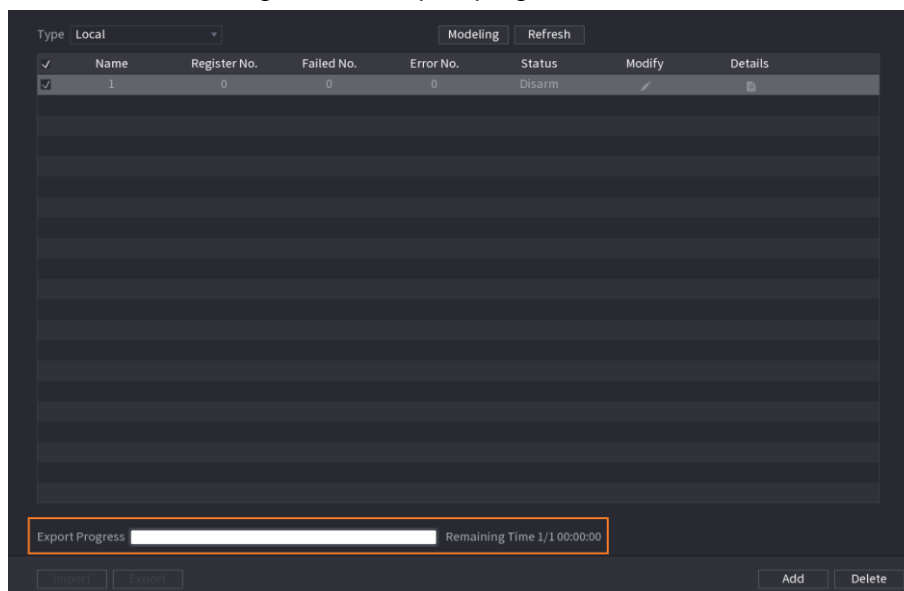 Type Local Modeling Refresh
Name Register No. Failed No. Error No. Status Modify Details
1 0 0 0 Disarm
Export Progress Remaining Time 1/1 00:00:00
Import Export Add Delete